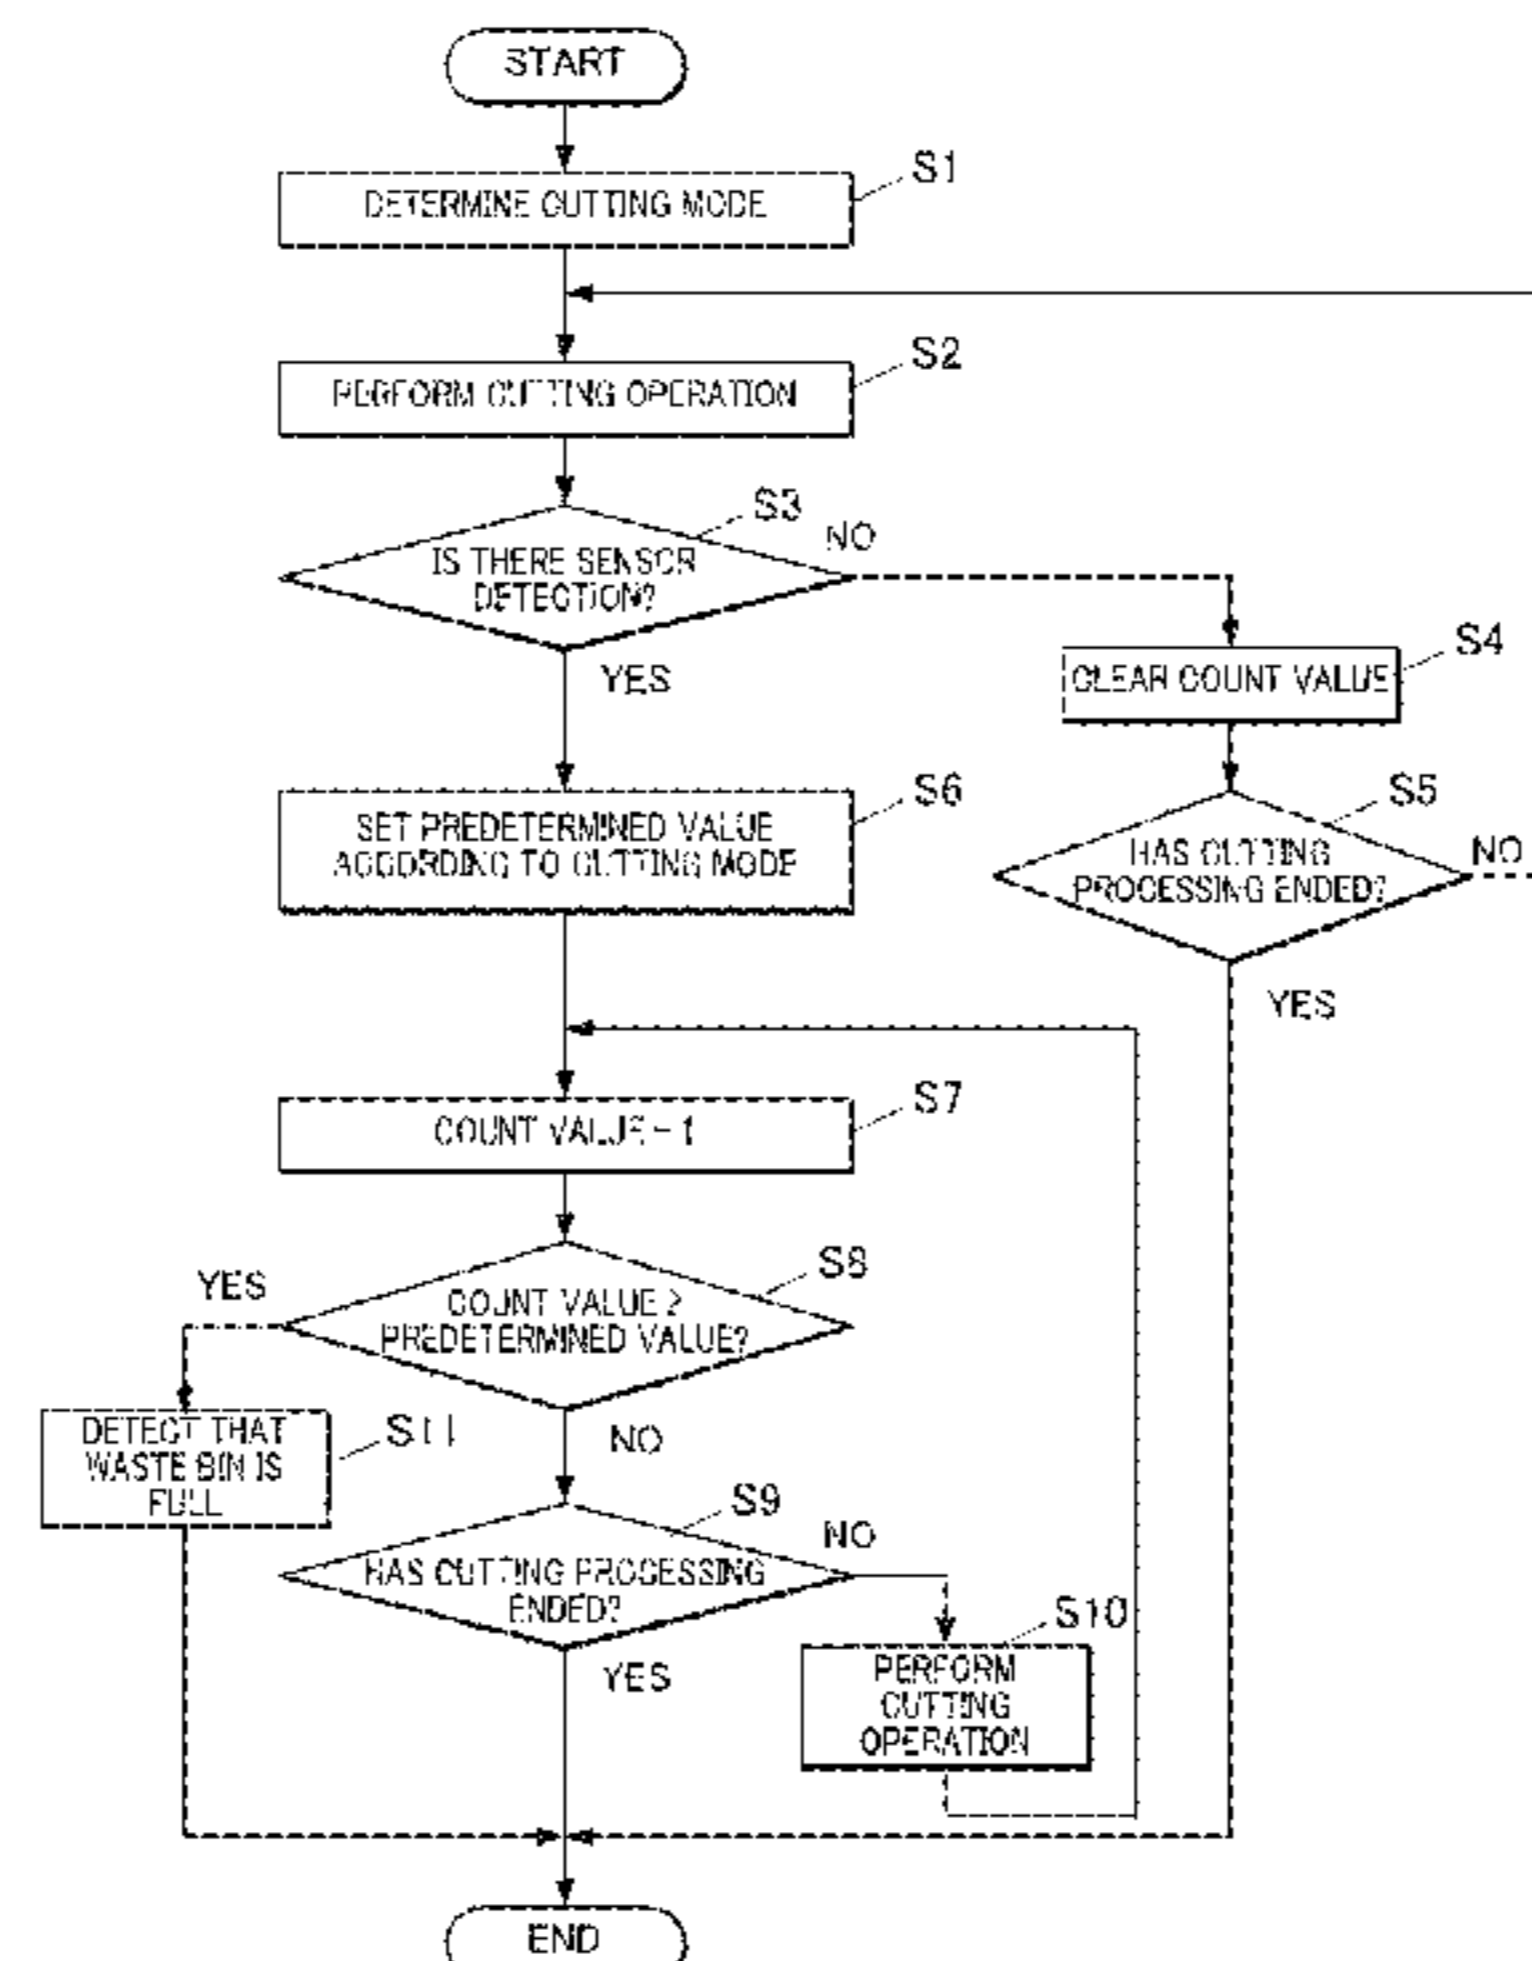 START
DETERMINE CUTTING MODE
S1
PERFORM CUTTING OPERATION
S2
IS THERE SENSOR
DETECTION?
S3
NO
YES
CLEAR COUNT VALUE
S4
HAS CUTTING
PROCESSING ENDED?
S5
NO
YES
SET PREDETERMINED VALUE
ACCORDING TO CUTTING MODE
S6
COUNT VALUE
S7
COUNT VALUE ≥
PREDETERMINED VALUE?
S8
YES
NO
DETECT THAT
WASTE BIN IS
FULL
S11
HAS CUTTING PROCESSING
ENDED?
S9
NO
YES
PERFORM
CUTTING
OPERATION
S10
END